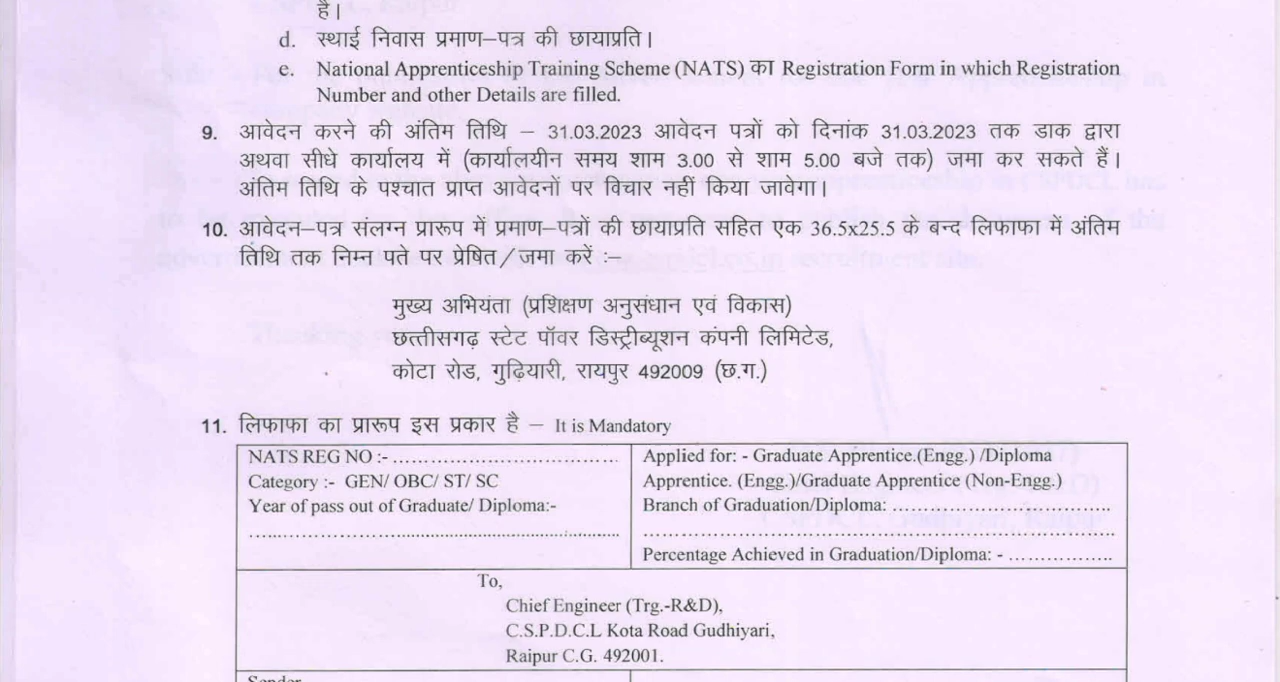 हैं।
d. स्थाई निवास प्रमाण–पत्र की छायाप्रति।
e. National Apprenticeship Training Scheme (NATS) का Registration Form in which Registration
Number and other Details are filled.
9. आवेदन करने की अंतिम तिथि – 31.03.2023 आवेदन पत्रों को दिनांक 31.03.2023 तक डाक द्वारा
अथवा सीधे कार्यालय में (कार्यालयीन समय शाम 3.00 से शाम 5.00 बजे तक) जमा कर सकते हैं।
अंतिम तिथि के पश्चात प्राप्त आवेदनों पर विचार नहीं किया जावेगा।
10. आवेदन–पत्र संलग्न प्रारूप में प्रमाण–पत्रों की छायाप्रति सहित एक 36.5x25.5 के बन्द लिफाफा में अंतिम
तिथि तक निम्न पते पर प्रेषित/जमा करें :–
मुख्य अभियंता (प्रशिक्षण अनुसंधान एवं विकास)
छत्तीसगढ़ स्टेट पॉवर डिस्ट्रीब्यूशन कंपनी लिमिटेड,
कोटा रोड, गुढ़ियारी, रायपुर 492009 (छ.ग.)
11. लिफाफा का प्रारूप इस प्रकार है – It is Mandatory
NATS REG NO :- .......................................
Category :- GEN/ OBC/ ST/ SC
Year of pass out of Graduate/ Diploma:-
................................................................
Applied for: - Graduate Apprentice.(Engg.) /Diploma
Apprentice. (Engg.)/Graduate Apprentice (Non-Engg.)
Branch of Graduation/Diploma: .......................................
................................................................................
Percentage Achieved in Graduation/Diploma: - ..................
To,
Chief Engineer (Trg.-R&D),
C.S.P.D.C.L Kota Road Gudhiyari,
Raipur C.G. 492001.
Sender